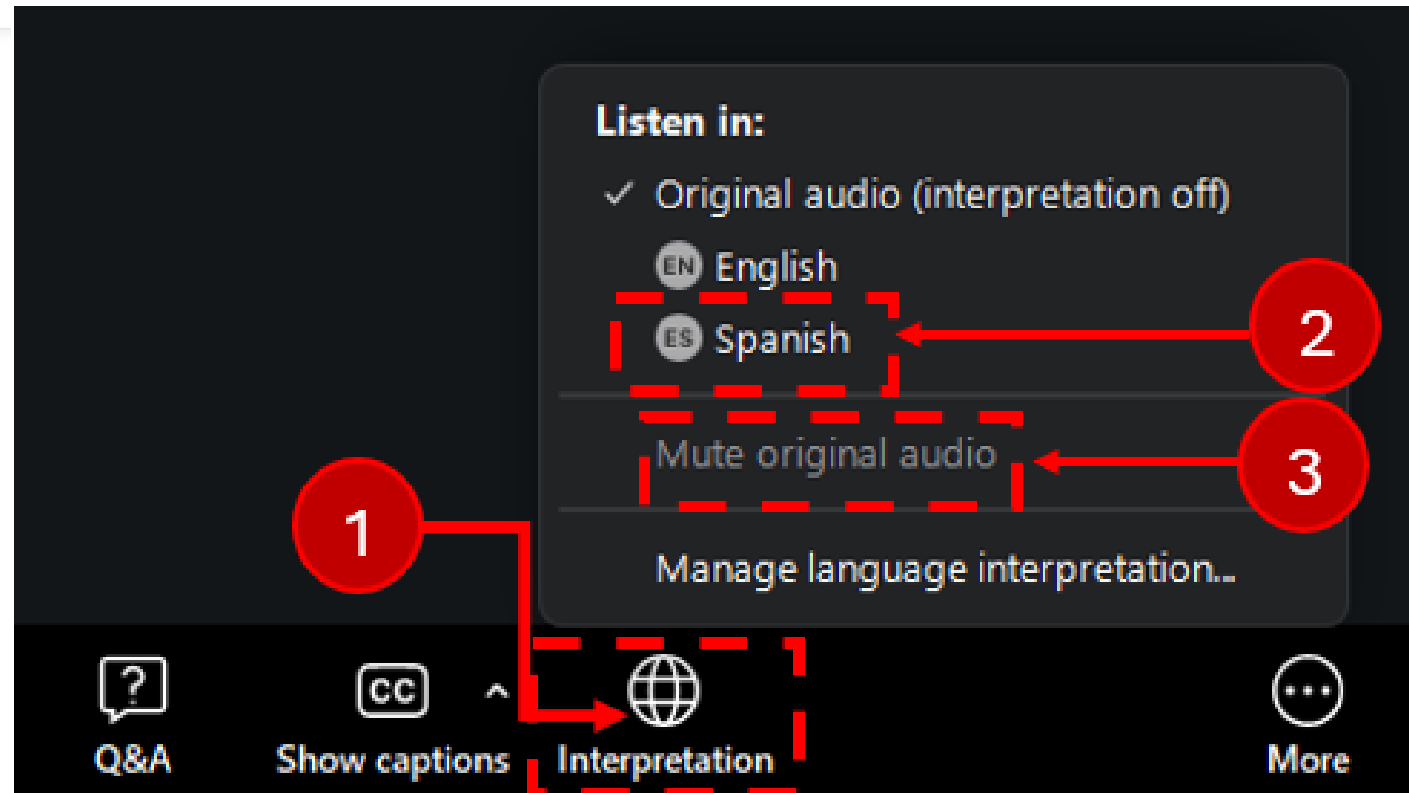 Listen in:
✓ Original audio (interpretation off)
EN English
ES Spanish
2
Mute original audio
3
1
Manage language interpretation...
?
CC
Q&A
Show captions
Interpretation
More